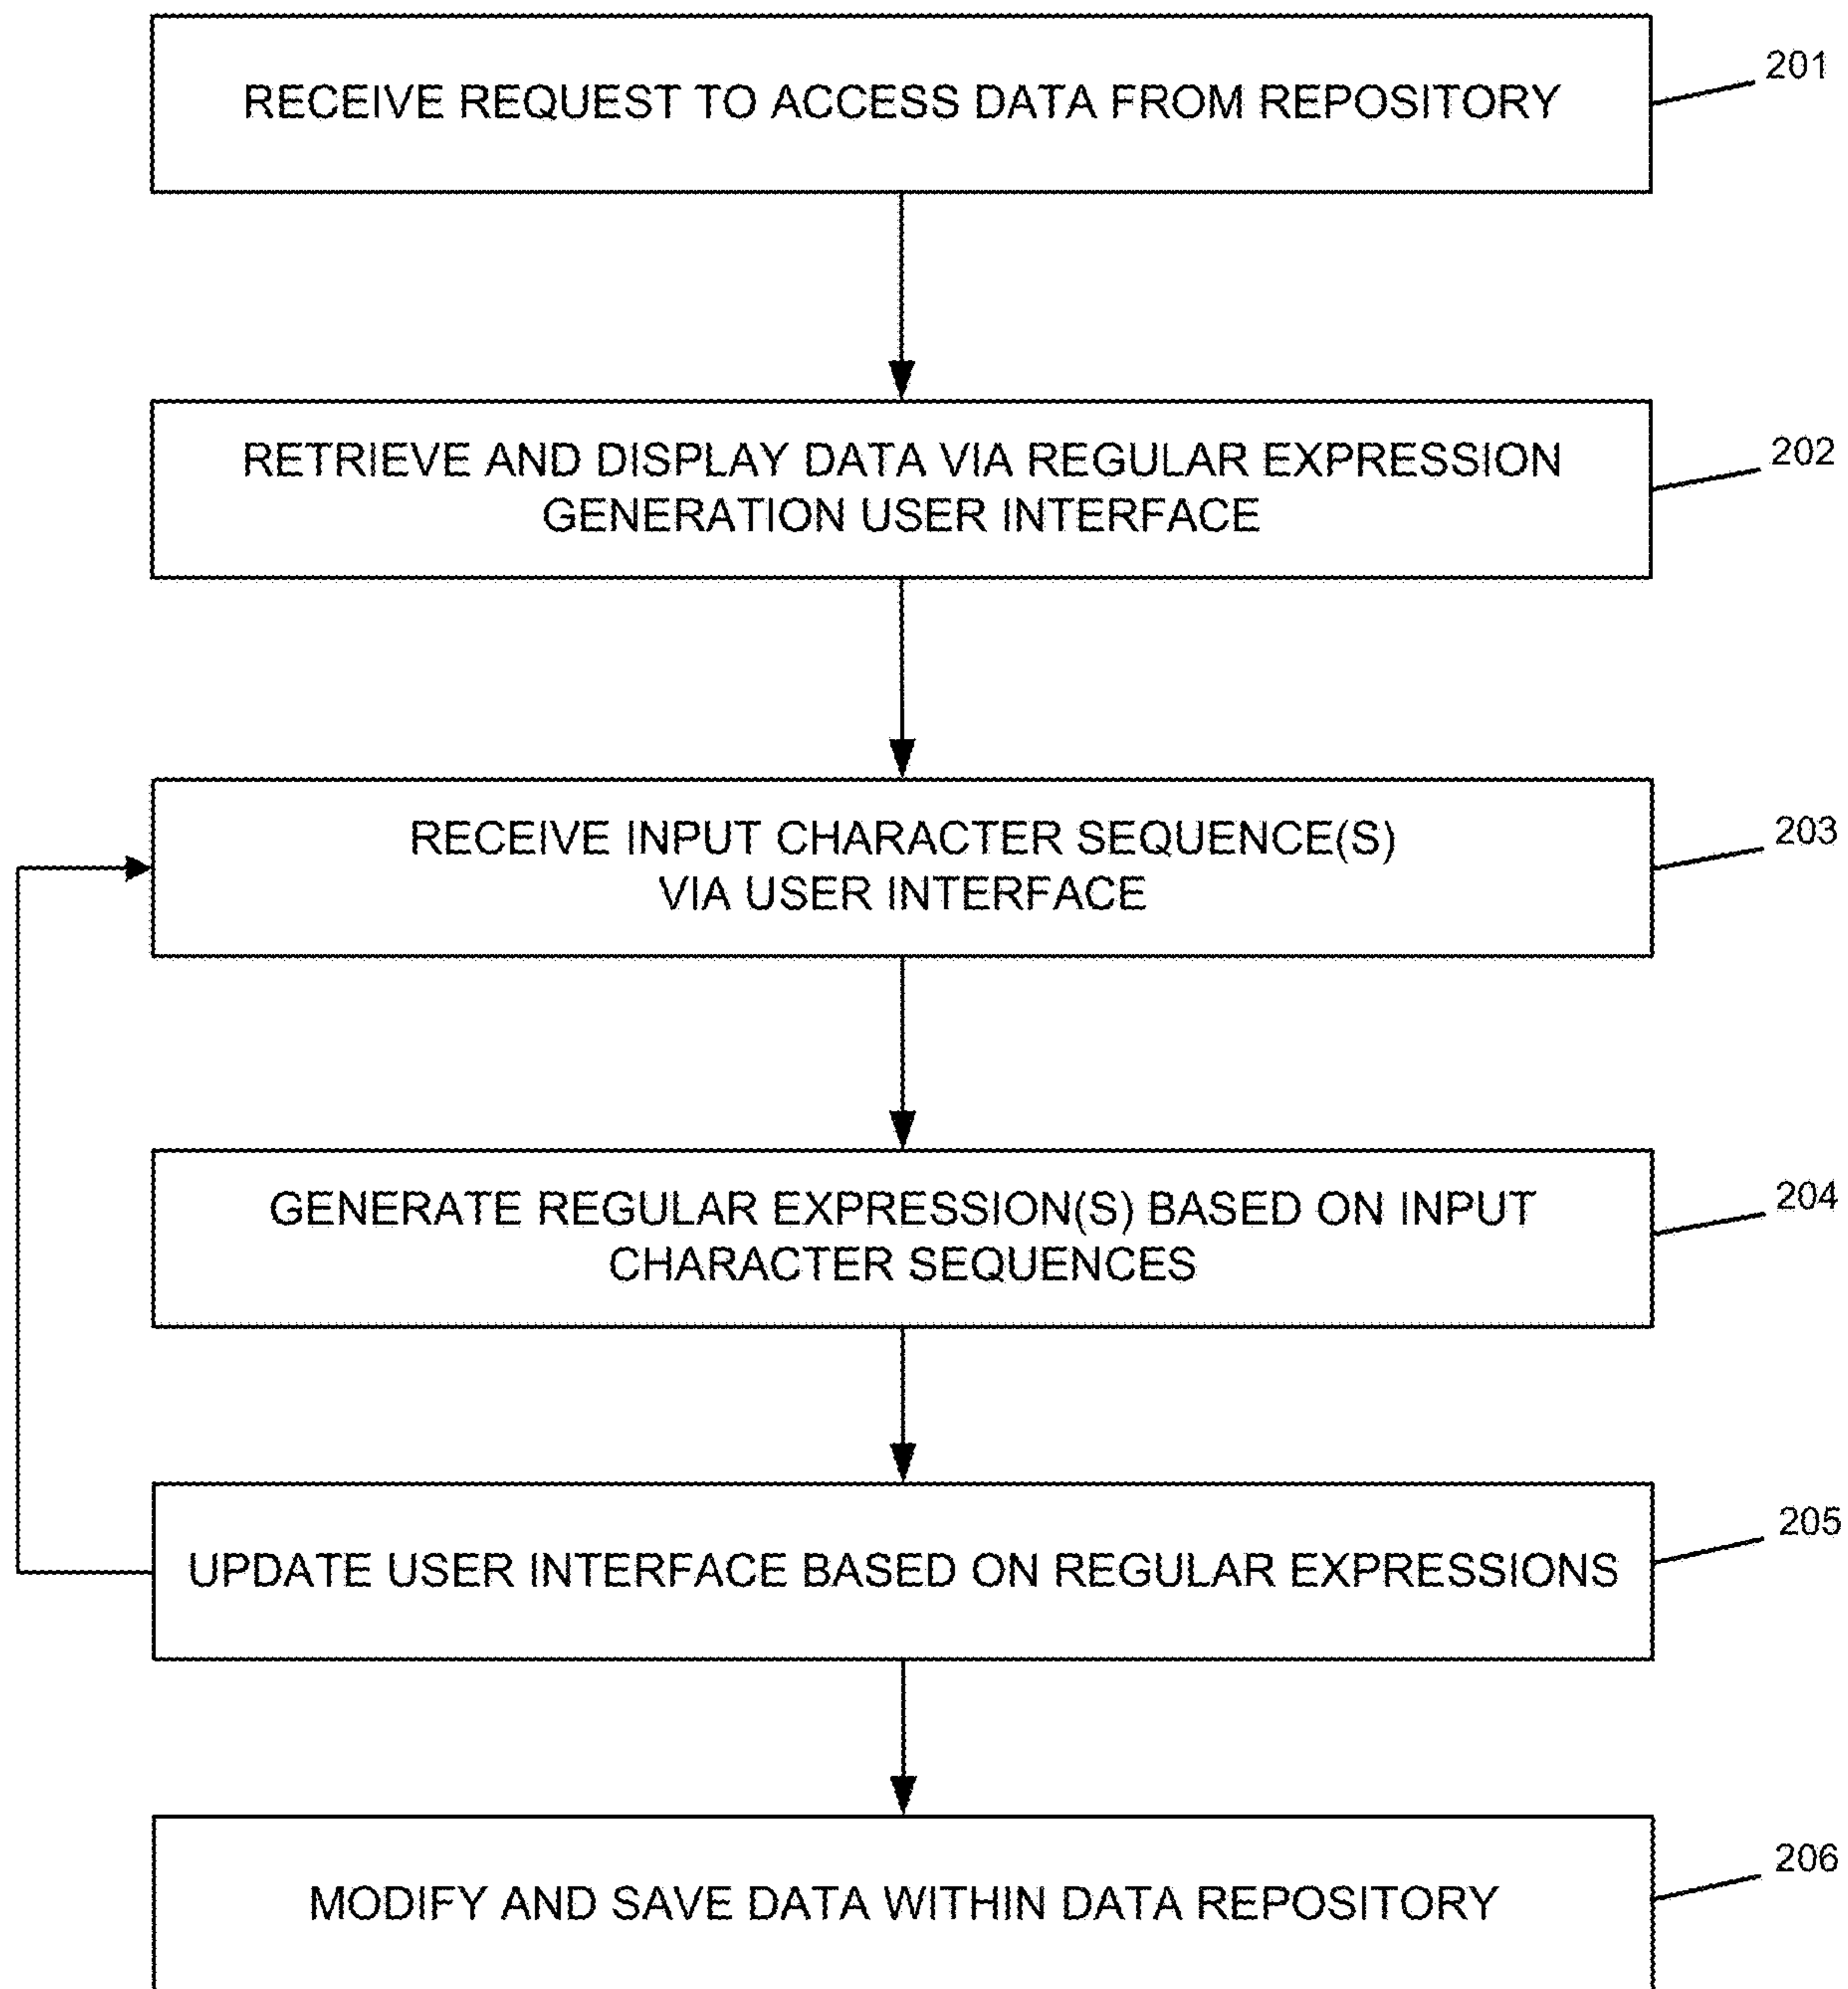 RECEIVE REQUEST TO ACCESS DATA FROM REPOSITORY
201
RETRIEVE AND DISPLAY DATA VIA REGULAR EXPRESSION
GENERATION USER INTERFACE
202
RECEIVE INPUT CHARACTER SEQUENCE(S)
VIA USER INTERFACE
203
GENERATE REGULAR EXPRESSION(S) BASED ON INPUT
CHARACTER SEQUENCES
204
UPDATE USER INTERFACE BASED ON REGULAR EXPRESSIONS
205
MODIFY AND SAVE DATA WITHIN DATA REPOSITORY
206